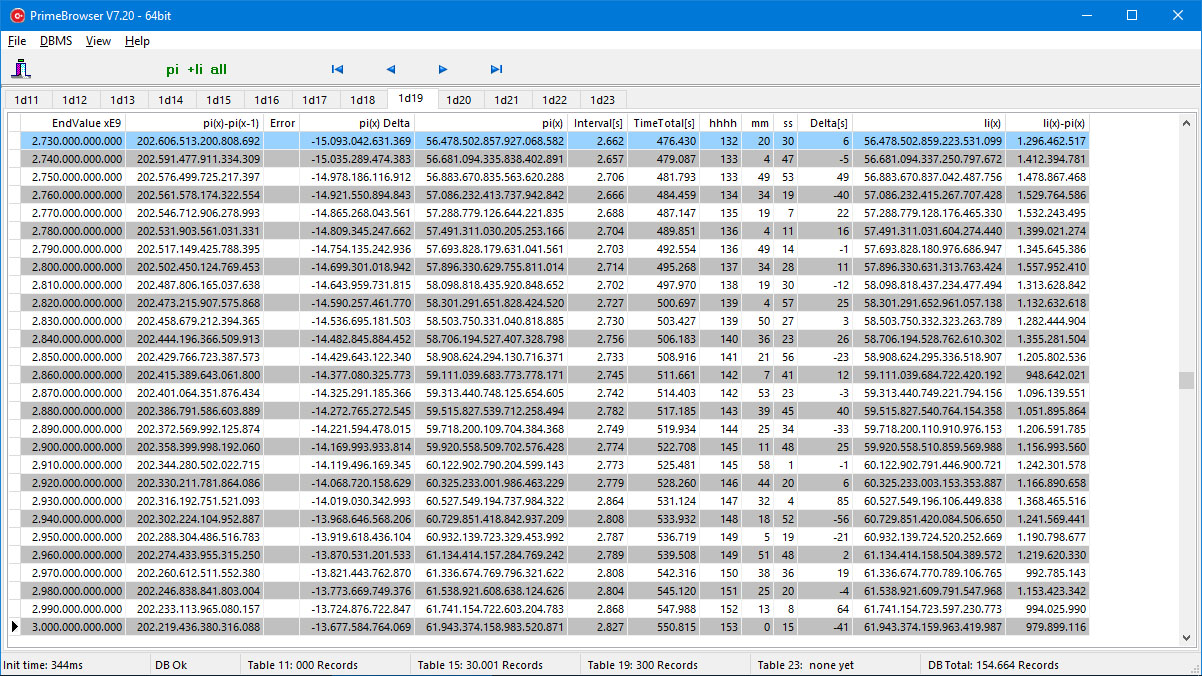 PrimeBrowser V7.20 - 64bit
File DBMS View Help
pi +li all
1d11 1d12 1d13 1d14 1d15 1d16 1d17 1d18 1d19 1d20 1d21 1d22 1d23
EndValue xE9 pi(x)-pi(x-1) Error pi(x) Delta pi(x) Interval[s] TimeTotal[s] hhhh mm ss Delta[s] li(x) li(x)-pi(x)
2.730.000.000.000 202.606.513.200.808.692 -15.093.042.631.369 56.478.502.857.927.068.582 2.662 476.430 132 20 30 6 56.478.502.859.223.531.099 1.296.462.517
2.740.000.000.000 202.591.477.911.334.309 -15.035.289.474.383 56.681.094.335.838.402.891 2.657 479.087 133 4 47 -5 56.681.094.337.250.797.672 1.412.394.781
2.750.000.000.000 202.576.499.725.217.397 -14.978.186.116.912 56.883.670.835.563.620.288 2.706 481.793 133 49 53 49 56.883.670.837.042.487.756 1.478.867.468
2.760.000.000.000 202.561.578.174.322.554 -14.921.550.894.843 57.086.232.413.737.942.842 2.666 484.459 134 34 19 -40 57.086.232.415.267.707.428 1.529.764.586
2.770.000.000.000 202.546.712.906.278.993 -14.865.268.043.561 57.288.779.126.644.221.835 2.688 487.147 135 19 7 22 57.288.779.128.176.465.330 1.532.243.495
2.780.000.000.000 202.531.903.561.031.331 -14.809.345.247.662 57.491.311.030.205.253.166 2.704 489.851 136 4 11 16 57.491.311.031.604.274.440 1.399.021.274
2.790.000.000.000 202.517.149.425.788.395 -14.754.135.242.936 57.693.828.179.631.041.561 2.703 492.554 136 49 14 -1 57.693.828.180.976.686.947 1.345.645.386
2.800.000.000.000 202.502.450.124.769.453 -14.699.301.018.942 57.896.330.629.755.811.014 2.714 495.268 137 34 28 11 57.896.330.631.313.763.424 1.557.952.410
2.810.000.000.000 202.487.806.165.037.638 -14.643.959.731.815 58.098.818.435.920.848.652 2.702 497.970 138 19 30 -12 58.098.818.437.234.477.494 1.313.628.842
2.820.000.000.000 202.473.215.907.575.868 -14.590.257.461.770 58.301.291.651.828.424.520 2.727 500.697 139 4 57 25 58.301.291.652.961.057.138 1.132.632.618
2.830.000.000.000 202.458.679.212.394.365 -14.536.695.181.503 58.503.750.331.040.818.885 2.730 503.427 139 50 27 3 58.503.750.332.323.263.789 1.282.444.904
2.840.000.000.000 202.444.196.366.509.913 -14.482.845.884.452 58.706.194.527.407.328.798 2.756 506.183 140 36 23 26 58.706.194.528.762.610.302 1.355.281.504
2.850.000.000.000 202.429.766.723.387.573 -14.429.643.122.340 58.908.624.294.130.716.371 2.733 508.916 141 21 56 -23 58.908.624.295.336.518.907 1.205.802.536
2.860.000.000.000 202.415.389.643.061.800 -14.377.080.325.773 59.111.039.683.773.778.171 2.745 511.661 142 7 41 12 59.111.039.684.722.420.192 948.642.021
2.870.000.000.000 202.401.064.351.876.434 -14.325.291.185.366 59.313.440.748.125.654.605 2.742 514.403 142 53 23 -3 59.313.440.749.221.794.156 1.096.139.551
2.880.000.000.000 202.386.791.586.603.889 -14.272.765.272.545 59.515.827.539.712.258.494 2.782 517.185 143 39 45 40 59.515.827.540.764.154.358 1.051.895.864
2.890.000.000.000 202.372.569.992.125.874 -14.221.594.478.015 59.718.200.109.704.384.368 2.749 519.934 144 25 34 -33 59.718.200.110.910.976.153 1.206.591.785
2.900.000.000.000 202.358.399.998.192.060 -14.169.993.933.814 59.920.558.509.702.576.428 2.774 522.708 145 11 48 25 59.920.558.510.859.569.988 1.156.993.560
2.910.000.000.000 202.344.280.502.022.715 -14.119.496.169.345 60.122.902.790.204.599.143 2.773 525.481 145 58 1 -1 60.122.902.791.446.900.721 1.242.301.578
2.920.000.000.000 202.330.211.781.864.086 -14.068.720.158.629 60.325.233.001.986.463.229 2.779 528.260 146 44 20 6 60.325.233.003.153.353.887 1.166.890.658
2.930.000.000.000 202.316.192.751.521.093 -14.019.030.342.993 60.527.549.194.737.984.322 2.864 531.124 147 32 4 85 60.527.549.196.106.449.838 1.368.465.516
2.940.000.000.000 202.302.224.104.952.887 -13.968.646.568.206 60.729.851.418.842.937.209 2.808 533.932 148 18 52 -56 60.729.851.420.084.506.650 1.241.569.441
2.950.000.000.000 202.288.304.486.516.783 -13.919.618.436.104 60.932.139.723.329.453.992 2.787 536.719 149 5 19 -21 60.932.139.724.520.252.669 1.190.798.677
2.960.000.000.000 202.274.433.955.315.250 -13.870.531.201.533 61.134.414.157.284.769.242 2.789 539.508 149 51 48 2 61.134.414.158.504.389.572 1.219.620.330
2.970.000.000.000 202.260.612.511.552.380 -13.821.443.762.870 61.336.674.769.796.321.622 2.808 542.316 150 38 36 19 61.336.674.770.789.106.765 992.785.143
2.980.000.000.000 202.246.838.841.803.004 -13.773.669.749.376 61.538.921.608.638.124.626 2.804 545.120 151 25 20 -4 61.538.921.609.791.547.968 1.153.423.342
2.990.000.000.000 202.233.113.965.080.157 -13.724.876.722.847 61.741.154.722.603.204.783 2.868 547.988 152 13 8 64 61.741.154.723.597.230.773 994.025.990
3.000.000.000.000 202.219.436.380.316.088 -13.677.584.764.069 61.943.374.158.983.520.871 2.827 550.815 153 0 15 -41 61.943.374.159.963.419.987 979.899.116
Init time: 344ms DB Ok Table 11: 000 Records Table 15: 30.001 Records Table 19: 300 Records Table 23: none yet DB Total: 154.664 Records